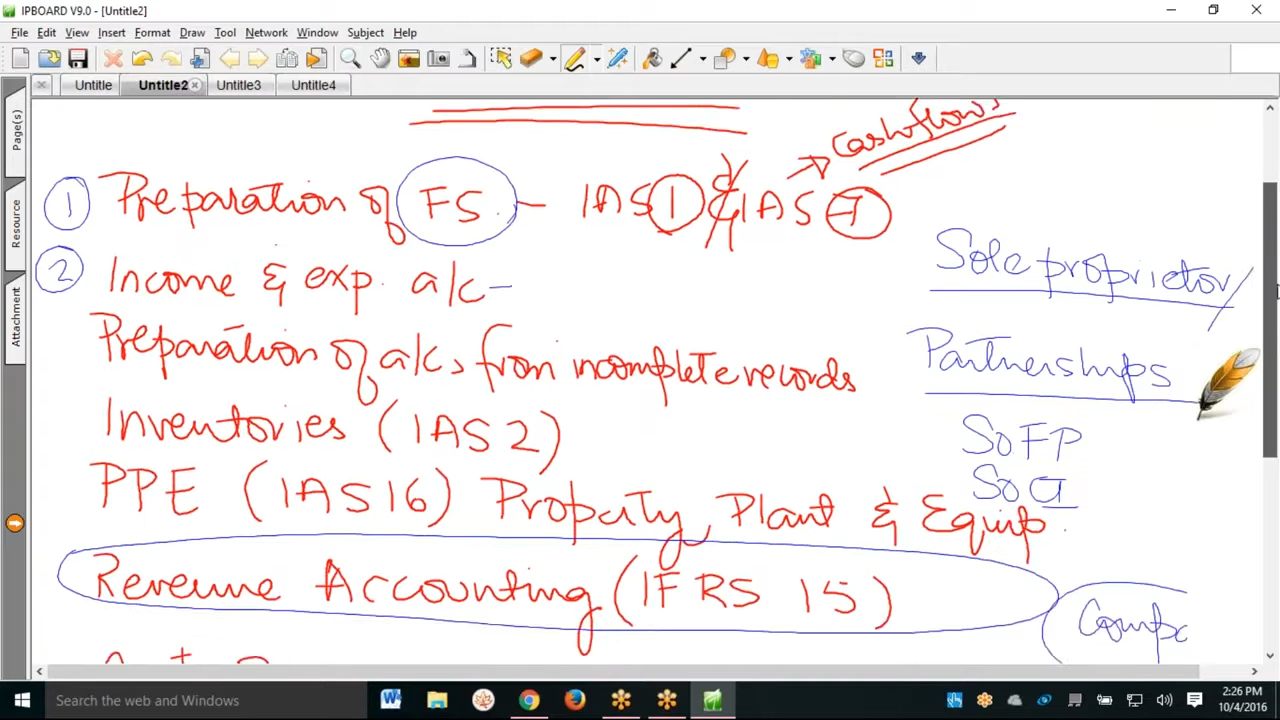 IPBOARD V9.0 - [Untitle2]
File Edit View Insert Format Draw Tool Network Window Subject Help
Untitle Untitle2 Untitle3 Untitle4
Page(s)
Resource
Attachment
Cashflows
1 Preparation of FS - IAS 1 & IAS 7
2 Income & exp. a/c -
Preparation of a/cs from incomplete records
Inventories (IAS 2)
PPE (IAS 16) Property, Plant & Equip
Revenue Accounting (IFRS 15)
Sole proprietor/
Partnerships
SoFP
SoCI
Search the web and Windows
2:26 PM
10/4/2016